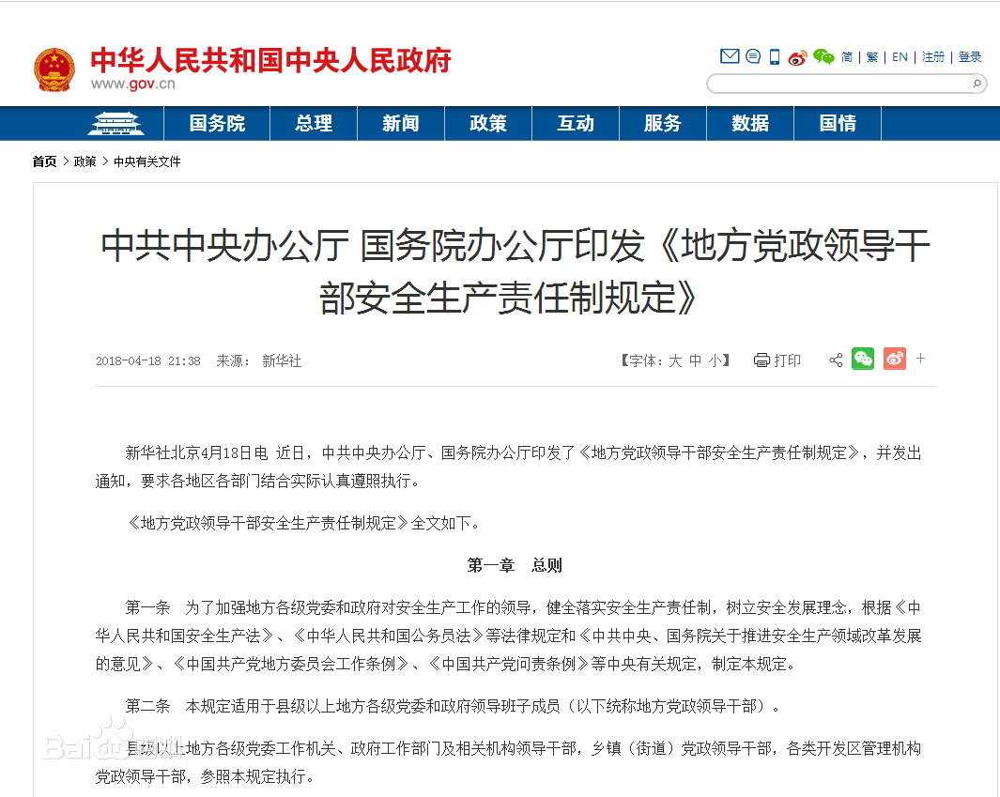 中华人民共和国中央人民政府
www.gov.cn
简 | 繁 | EN | 注册 | 登录
国务院 总理 新闻 政策 互动 服务 数据 国情
首页 > 政策 > 中央有关文件
中共中央办公厅 国务院办公厅印发《地方党政领导干
部安全生产责任制规定》
2018-04-18 21:38 来源： 新华社 【字体：大 中 小】 打印 +
新华社北京4月18日电 近日，中共中央办公厅、国务院办公厅印发了《地方党政领导干部安全生产责任制规定》，并发出
通知，要求各地区各部门结合实际认真遵照执行。
《地方党政领导干部安全生产责任制规定》全文如下。
第一章 总则
第一条 为了加强地方各级党委和政府对安全生产工作的领导，健全落实安全生产责任制，树立安全发展理念，根据《中
华人民共和国安全生产法》、《中华人民共和国公务员法》等法律规定和《中共中央、国务院关于推进安全生产领域改革发展
的意见》、《中国共产党地方委员会工作条例》、《中国共产党问责条例》等中央有关规定，制定本规定。
第二条 本规定适用于县级以上地方各级党委和政府领导班子成员（以下统称地方党政领导干部）。
县级以上地方各级党委工作机关、政府工作部门及相关机构领导干部，乡镇（街道）党政领导干部，各类开发区管理机构
党政领导干部，参照本规定执行。
Baidu百科